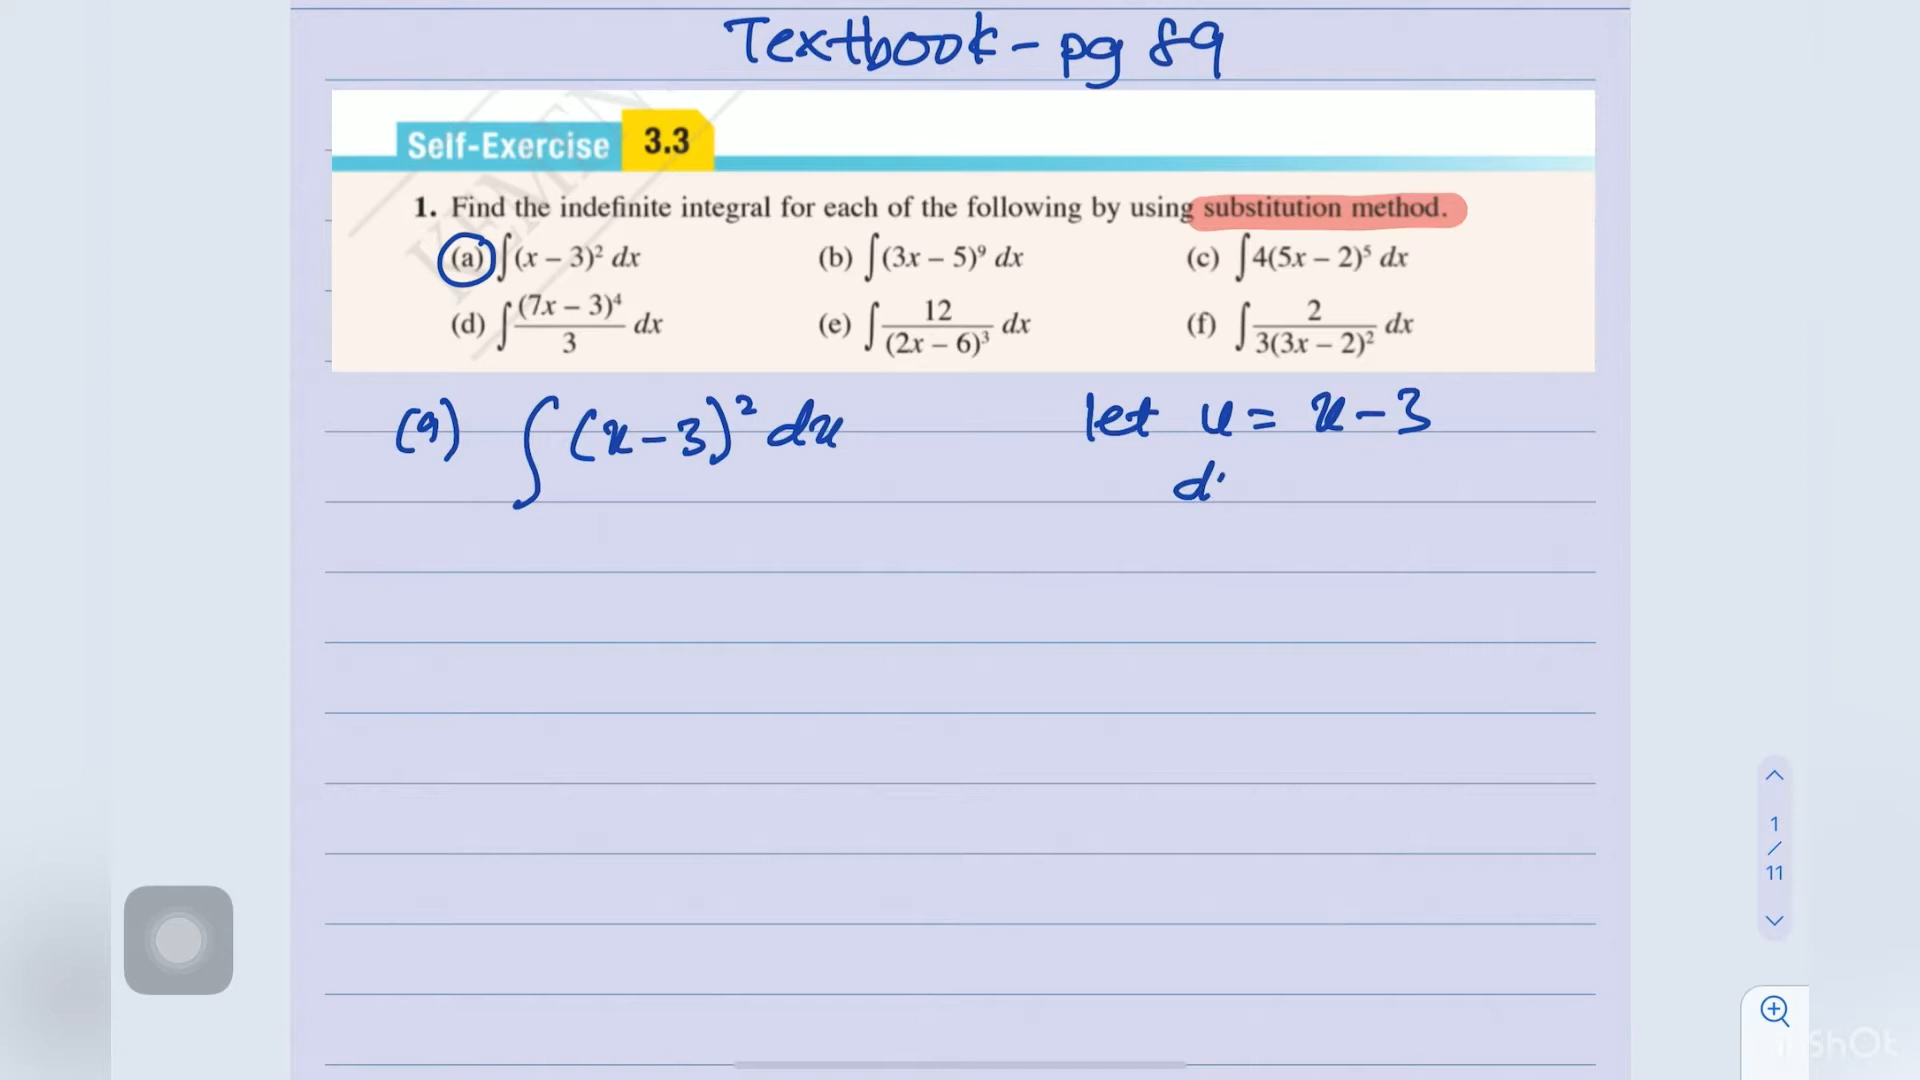 Textbook - pg 89
Self-Exercise 3.3
1. Find the indefinite integral for each of the following by using substitution method.
(a) ∫(x – 3)² dx (b) ∫(3x – 5)⁹ dx (c) ∫4(5x – 2)⁵ dx
(d) ∫(7x – 3)⁴/3 dx (e) ∫12/(2x – 6)³ dx (f) ∫2/3(3x – 2)² dx
(a) ∫(x-3)² dx let u = x-3
d
1
/
11